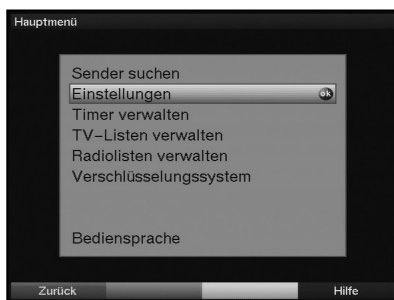 Hauptmenü
Sender suchen
Einstellungen ok
Timer verwalten
TV-Listen verwalten
Radiolisten verwalten
Verschlüsselungssystem
Bediensprache
Zurück Hilfe